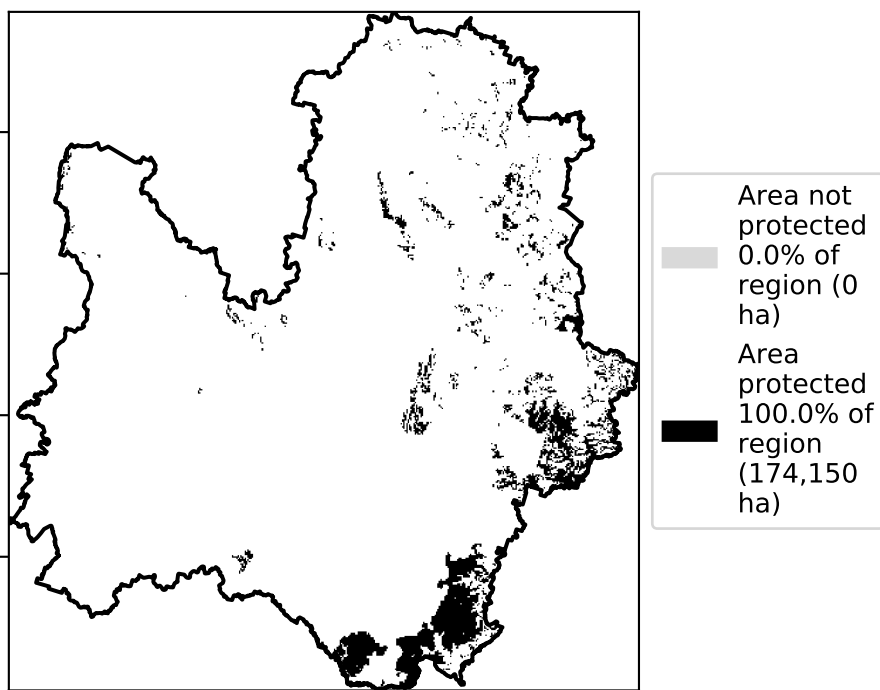 Area not
protected
0.0% of
region (0
ha)
Area
protected
100.0% of
region
(174,150
ha)